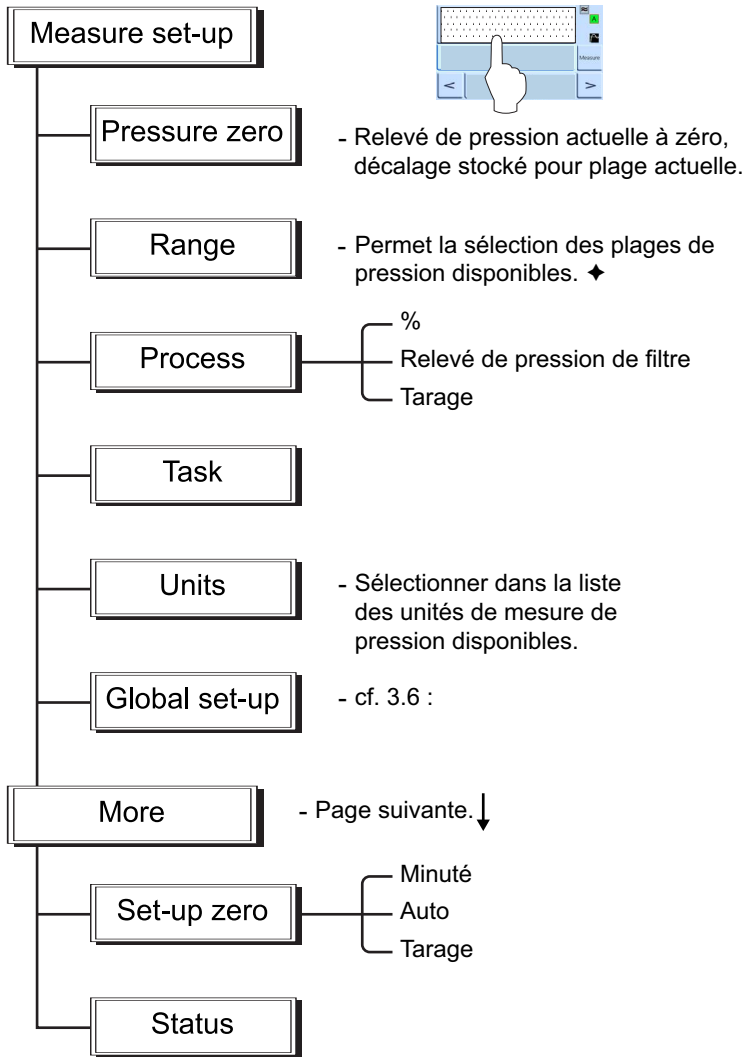 Measure set-up
A
Measure
< >
Pressure zero
- Relevé de pression actuelle à zéro,
décalage stocké pour plage actuelle.
Range
- Permet la sélection des plages de
pression disponibles. ✦
Process
%
Relevé de pression de filtre
Tarage
Task
Units
- Sélectionner dans la liste
des unités de mesure de
pression disponibles.
Global set-up
- cf. 3.6 :
More
- Page suivante.↓
Set-up zero
Minuté
Auto
Tarage
Status